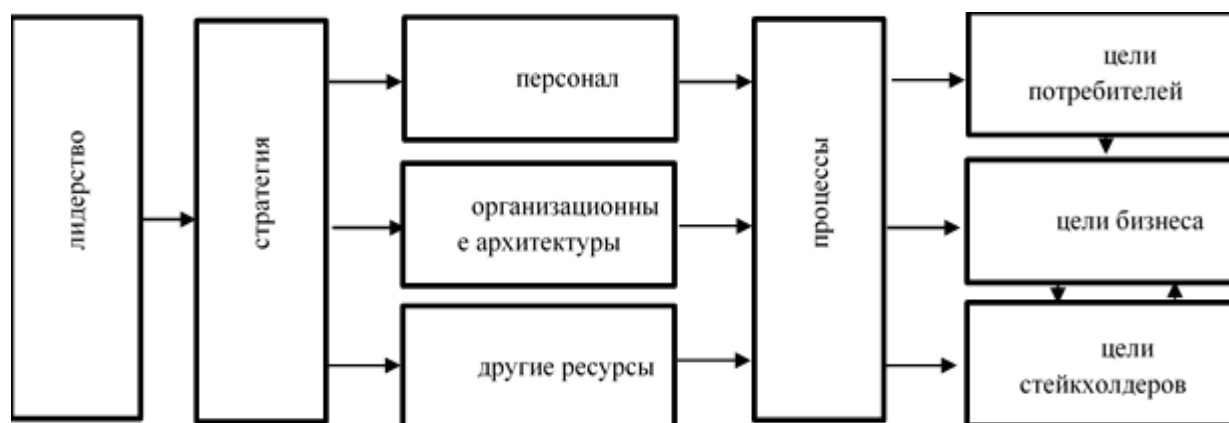 лидерство
стратегия
персонал
организационны
е архитектуры
другие ресурсы
процессы
цели
потребителей
цели бизнеса
цели
стейкхолдеров